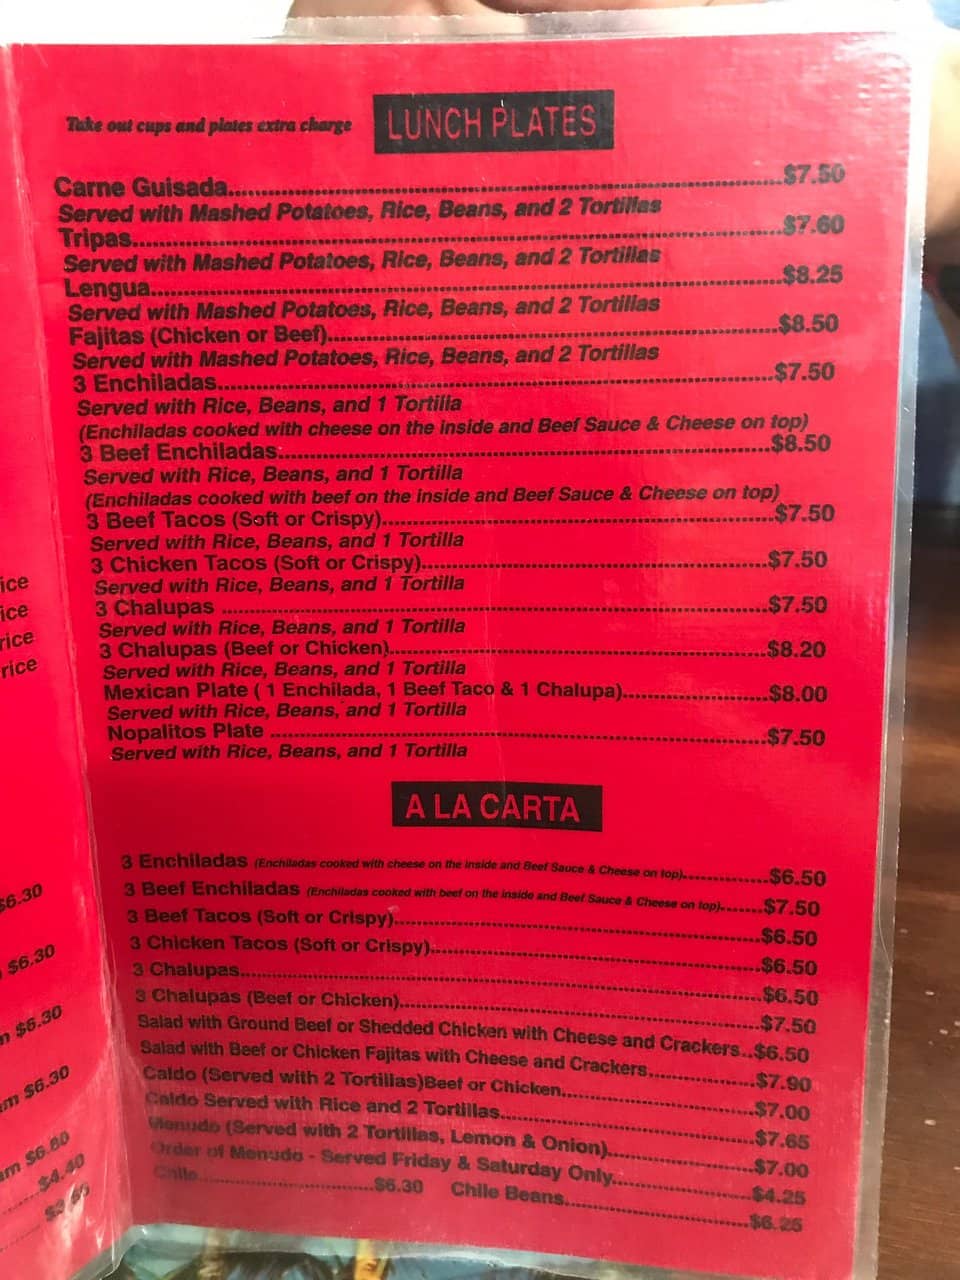 Take out cups and plates extra charge
LUNCH PLATES
Carne Guisada $7.50
Served with Mashed Potatoes, Rice, Beans, and 2 Tortillas
Tripas $7.60
Served with Mashed Potatoes, Rice, Beans, and 2 Tortillas
Lengua $8.25
Served with Mashed Potatoes, Rice, Beans, and 2 Tortillas
Fajitas (Chicken or Beef) $8.50
Served with Mashed Potatoes, Rice, Beans, and 2 Tortillas
3 Enchiladas $7.50
Served with Rice, Beans, and 1 Tortilla
(Enchiladas cooked with cheese on the inside and Beef Sauce & Cheese on top)
3 Beef Enchiladas $8.50
Served with Rice, Beans, and 1 Tortilla
(Enchiladas cooked with beef on the inside and Beef Sauce & Cheese on top)
3 Beef Tacos (Soft or Crispy) $7.50
Served with Rice, Beans, and 1 Tortilla
3 Chicken Tacos (Soft or Crispy) $7.50
Served with Rice, Beans, and 1 Tortilla
3 Chalupas $7.50
Served with Rice, Beans, and 1 Tortilla
3 Chalupas (Beef or Chicken) $8.20
Served with Rice, Beans, and 1 Tortilla
Mexican Plate ( 1 Enchilada, 1 Beef Taco & 1 Chalupa) $8.00
Served with Rice, Beans, and 1 Tortilla
Nopalitos Plate $7.50
Served with Rice, Beans, and 1 Tortilla
A LA CARTA
3 Enchiladas (Enchiladas cooked with cheese on the inside and Beef Sauce & Cheese on top) $6.50
3 Beef Enchiladas (Enchiladas cooked with beef on the inside and Beef Sauce & Cheese on top) $7.50
3 Beef Tacos (Soft or Crispy) $6.50
3 Chicken Tacos (Soft or Crispy) $6.50
3 Chalupas $6.50
3 Chalupas (Beef or Chicken) $7.50
Salad with Ground Beef or Shedded Chicken with Cheese and Crackers $6.50
Salad with Beef or Chicken Fajitas with Cheese and Crackers $7.90
Caldo (Served with 2 Tortillas)Beef or Chicken $7.00
Caldo Served with Rice and 2 Tortillas $7.65
Menudo (Served with 2 Tortillas, Lemon & Onion) $7.00
Order of Menudo - Served Friday & Saturday Only $4.25
Chile $6.30 Chile Beans $6.25
ice
ice
rice
rice
$6.30
$6.30
$6.30
$6.30
$6.60
$4.40